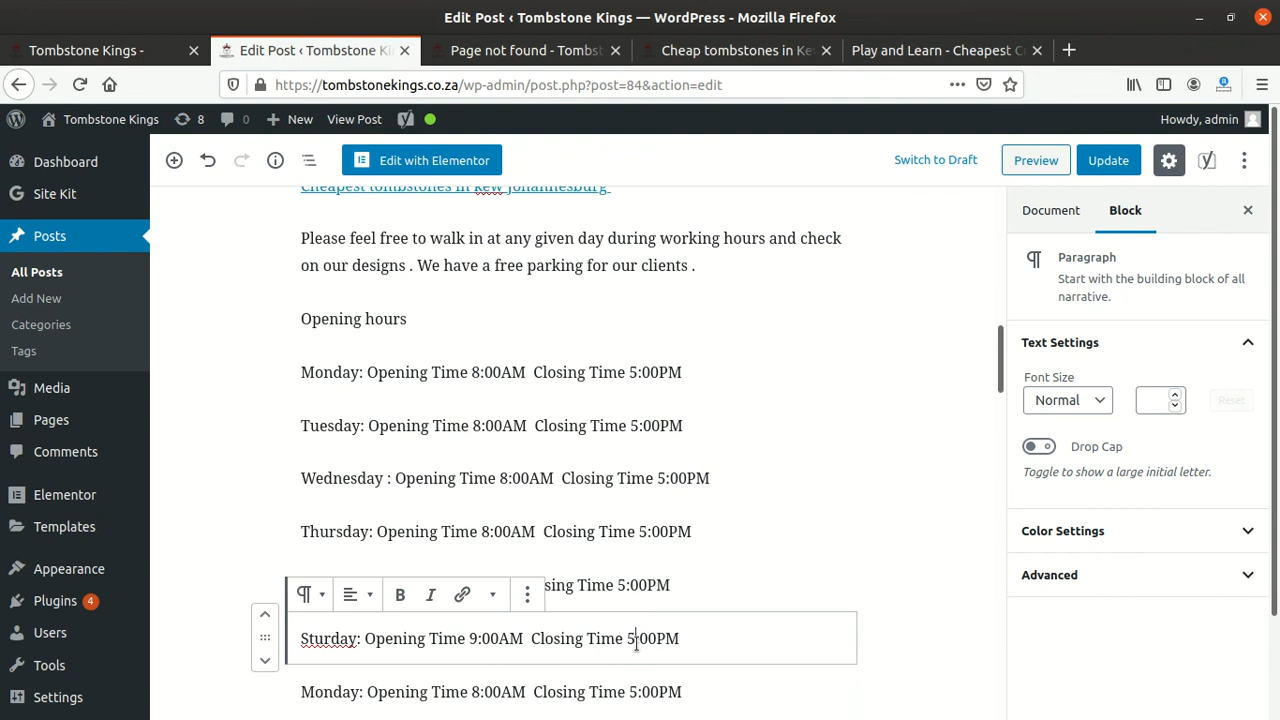 Edit Post ‹ Tombstone Kings — WordPress - Mozilla Firefox
Tombstone Kings -
Edit Post ‹ Tombstone Ki
Page not found - Tombst
Cheap tombstones in Ke
Play and Learn - Cheapest C
https://tombstonekings.co.za/wp-admin/post.php?post=84&action=edit
Tombstone Kings
8
0
New
View Post
Howdy, admin
Dashboard
Site Kit
Posts
All Posts
Add New
Categories
Tags
Media
Pages
Comments
Elementor
Templates
Appearance
Plugins 4
Users
Tools
Settings
Edit with Elementor
Switch to Draft
Preview
Update
Cheapest tombstones in kew Johannesburg
Please feel free to walk in at any given day during working hours and check
on our designs . We have a free parking for our clients .
Opening hours
Monday: Opening Time 8:00AM  Closing Time 5:00PM
Tuesday: Opening Time 8:00AM  Closing Time 5:00PM
Wednesday : Opening Time 8:00AM  Closing Time 5:00PM
Thursday: Opening Time 8:00AM  Closing Time 5:00PM
sing Time 5:00PM
B
I
Sturday: Opening Time 9:00AM  Closing Time 5:00PM
Monday: Opening Time 8:00AM  Closing Time 5:00PM
Document
Block
Paragraph
Start with the building block of all
narrative.
Text Settings
Font Size
Normal
Reset
Drop Cap
Toggle to show a large initial letter.
Color Settings
Advanced